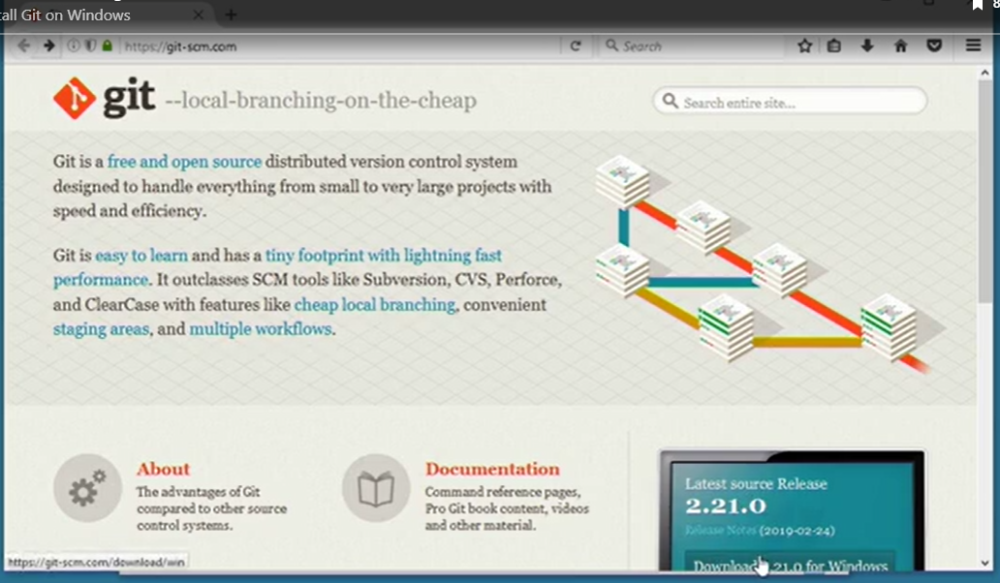 all Git on Windows
https://git-scm.com
Search
git --local-branching-on-the-cheap
Search entire site...
Git is a free and open source distributed version control system
designed to handle everything from small to very large projects with
speed and efficiency.
Git is easy to learn and has a tiny footprint with lightning fast
performance. It outclasses SCM tools like Subversion, CVS, Perforce,
and ClearCase with features like cheap local branching, convenient
staging areas, and multiple workflows.
About
The advantages of Git
compared to other source
control systems.
Documentation
Command reference pages,
Pro Git book content, videos
and other material.
Latest source Release
2.21.0
Release Notes (2019-02-24)
Download .21.0 for Windows
https://git-scm.com/download/win